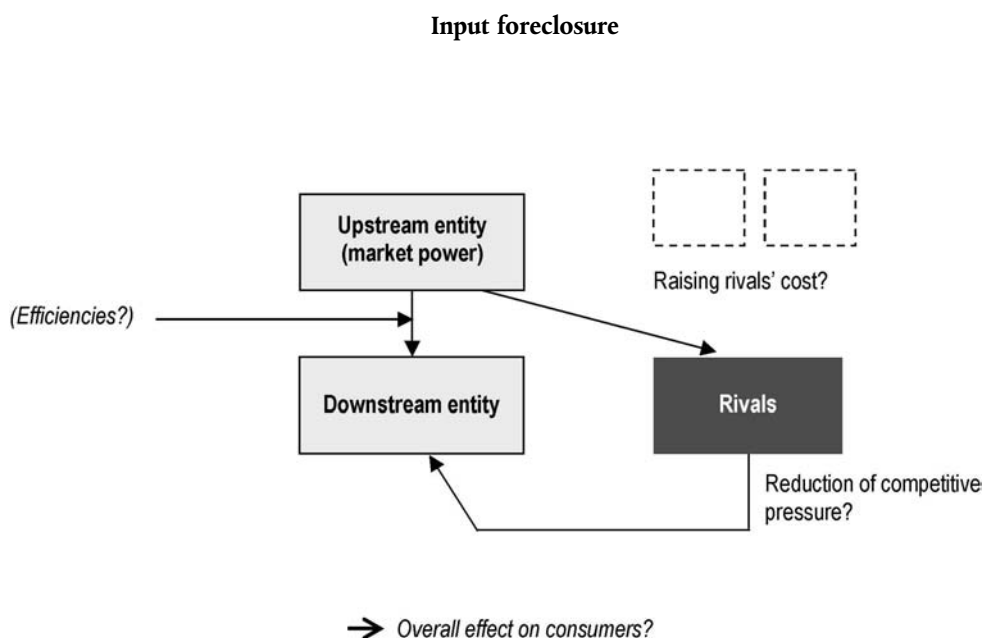 Input foreclosure
Upstream entity
(market power)
Raising rivals' cost?
(Efficiencies?)
Downstream entity
Rivals
Reduction of competitive
pressure?
Overall effect on consumers?